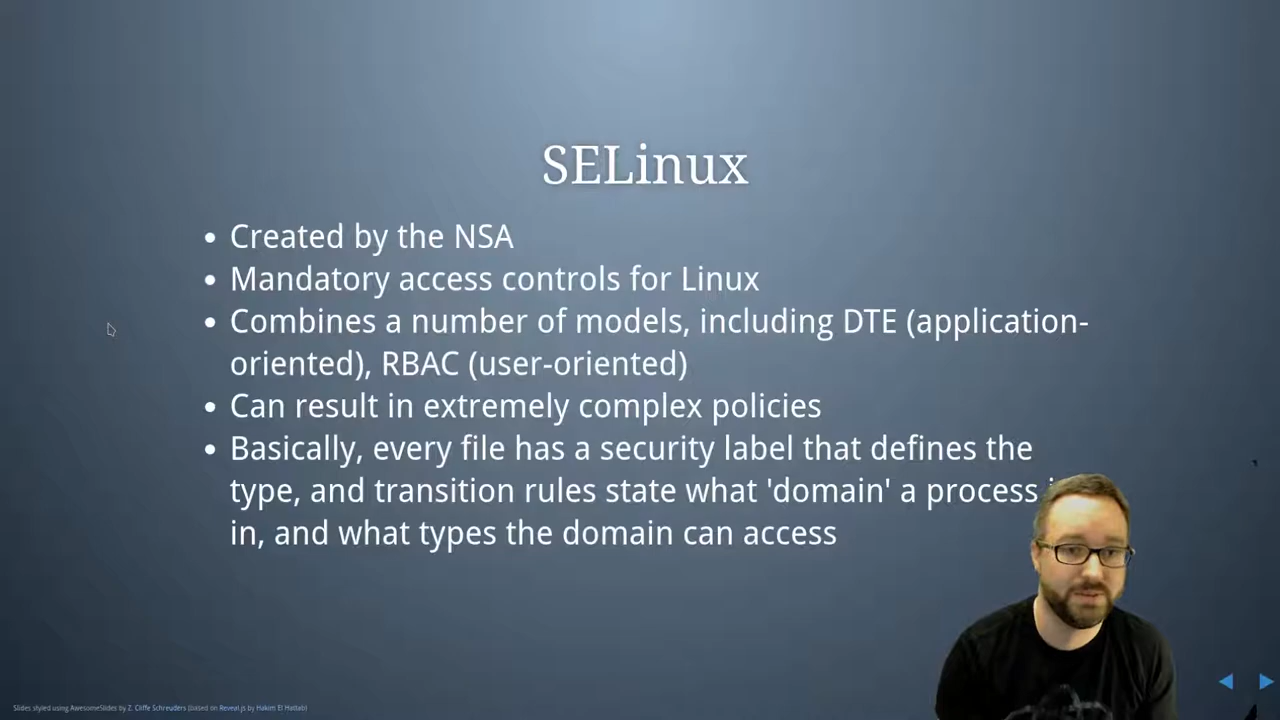 SELinux
• Created by the NSA
• Mandatory access controls for Linux
• Combines a number of models, including DTE (application-
oriented), RBAC (user-oriented)
• Can result in extremely complex policies
• Basically, every file has a security label that defines the
type, and transition rules state what 'domain' a process
in, and what types the domain can access
Slides styled using AwesomeSlides by Z. Cliffe Schreuders (based on Reveal.js by Hakim El Hattab)